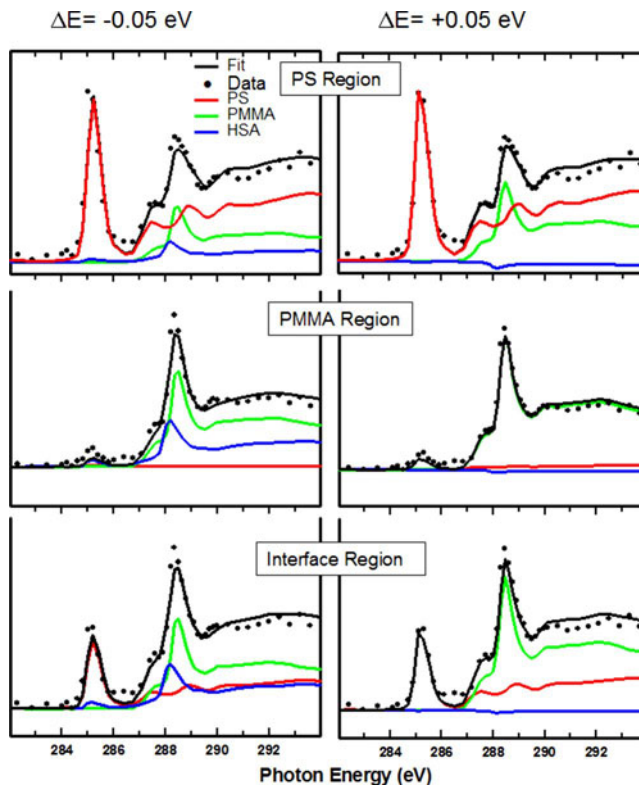 ΔE= -0.05 eV
ΔE= +0.05 eV
Fit
Data
PS
PMMA
HSA
PS Region
PMMA Region
Interface Region
284 286 288 290 292
284 286 288 290 292
Photon Energy (eV)